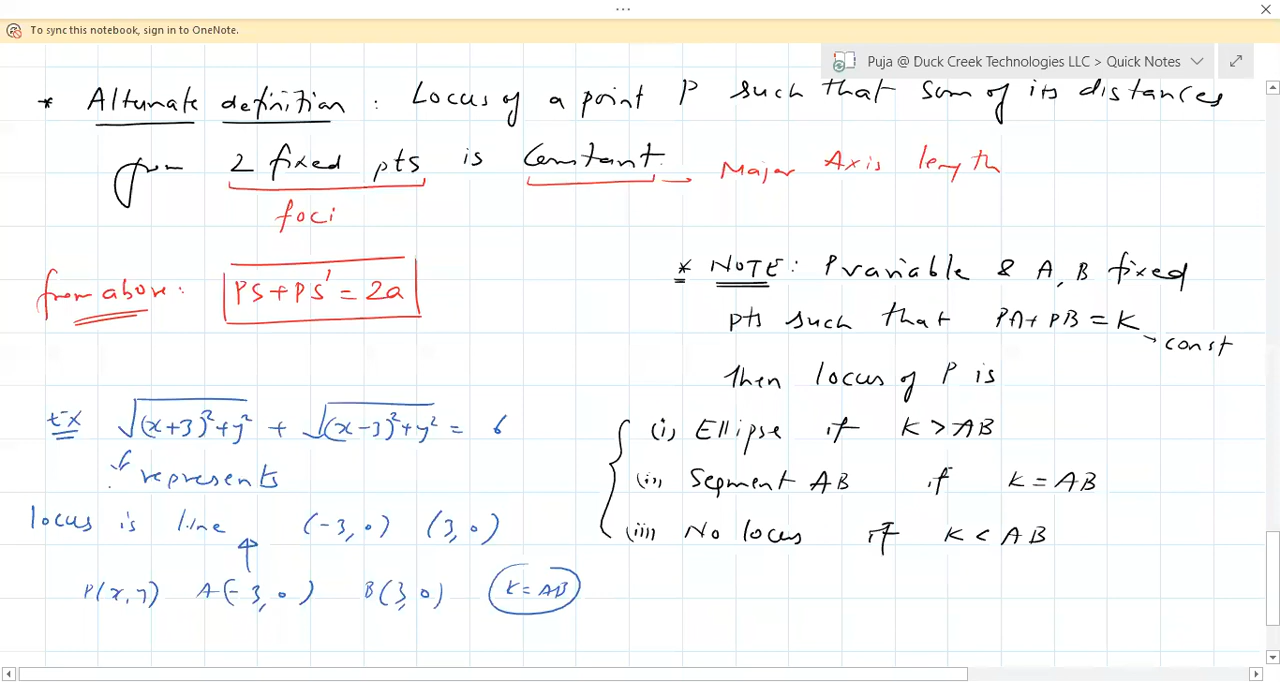 To sync this notebook, sign in to OneNote.
Puja @ Duck Creek Technologies LLC > Quick Notes
* Alternate definition : Locus of a point P such that sum of its distances
from 2 fixed pts is constant. → Major Axis length
foci
from above: PS+PS' = 2a
* NOTE: P variable & A, B fixed
pts such that PA+PB = K
→ const
then locus of P is
(i) Ellipse if K > AB
(ii) Segment AB if K = AB
(iii) No locus if K < AB
Ex √(x+3)²+y² + √(x-3)²+y² = 6
represents
locus is line (-3, 0) (3, 0)
P(x, y) A(-3, 0) B(3, 0) K = AB